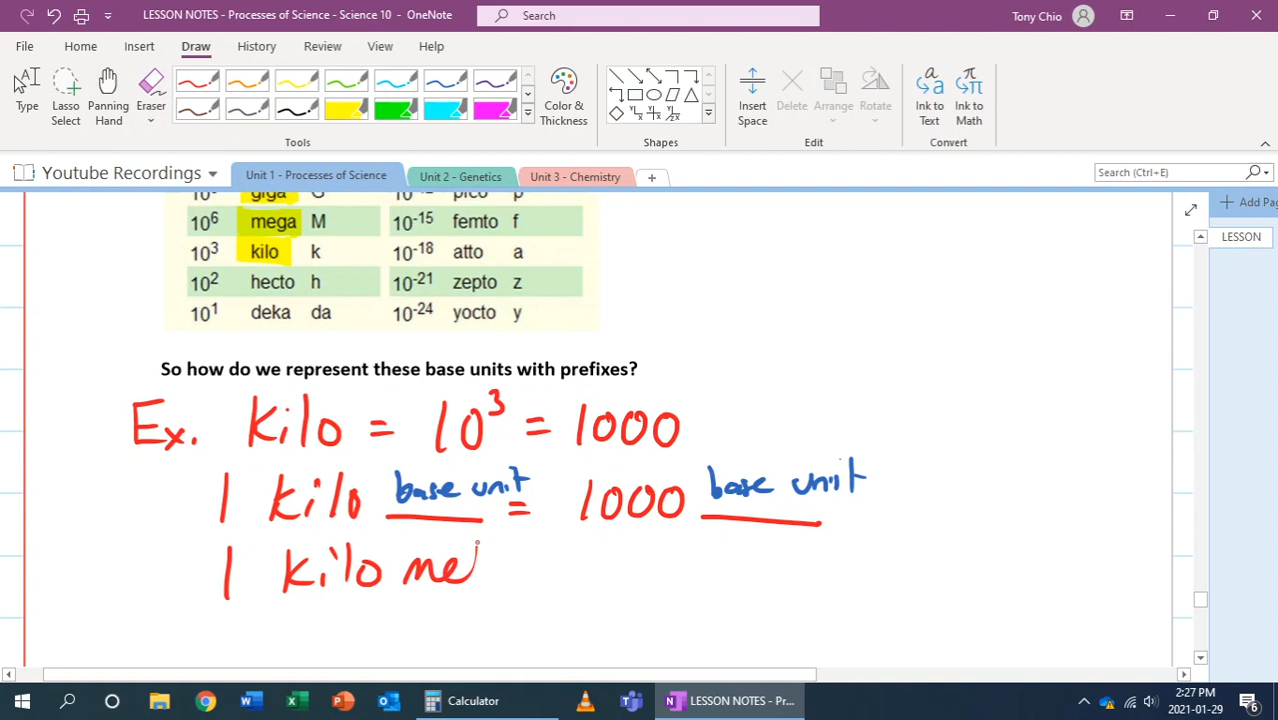 LESSON NOTES - Processes of Science - Science 10 - OneNote
Search
Tony Chio
File Home Insert Draw History Review View Help
Type
Lasso Select
Panning Hand
Eraser
Color & Thickness
Insert Space
Delete
Arrange
Rotate
Ink to Text
Ink to Math
Tools Shapes Edit Convert
Youtube Recordings
Unit 1 - Processes of Science
Unit 2 - Genetics
Unit 3 - Chemistry
Search (Ctrl+E)
Add Pag
LESSON
giga G p
10⁶ mega M 10⁻¹⁵ femto f
10³ kilo k 10⁻¹⁸ atto a
10² hecto h 10⁻²¹ zepto z
10¹ deka da 10⁻²⁴ yocto y
So how do we represent these base units with prefixes?
Ex. kilo = 10³ = 1000
1 kilo base unit = 1000 base unit
1 kilo me
Calculator
LESSON NOTES - Pr...
2:27 PM
2021-01-29
6